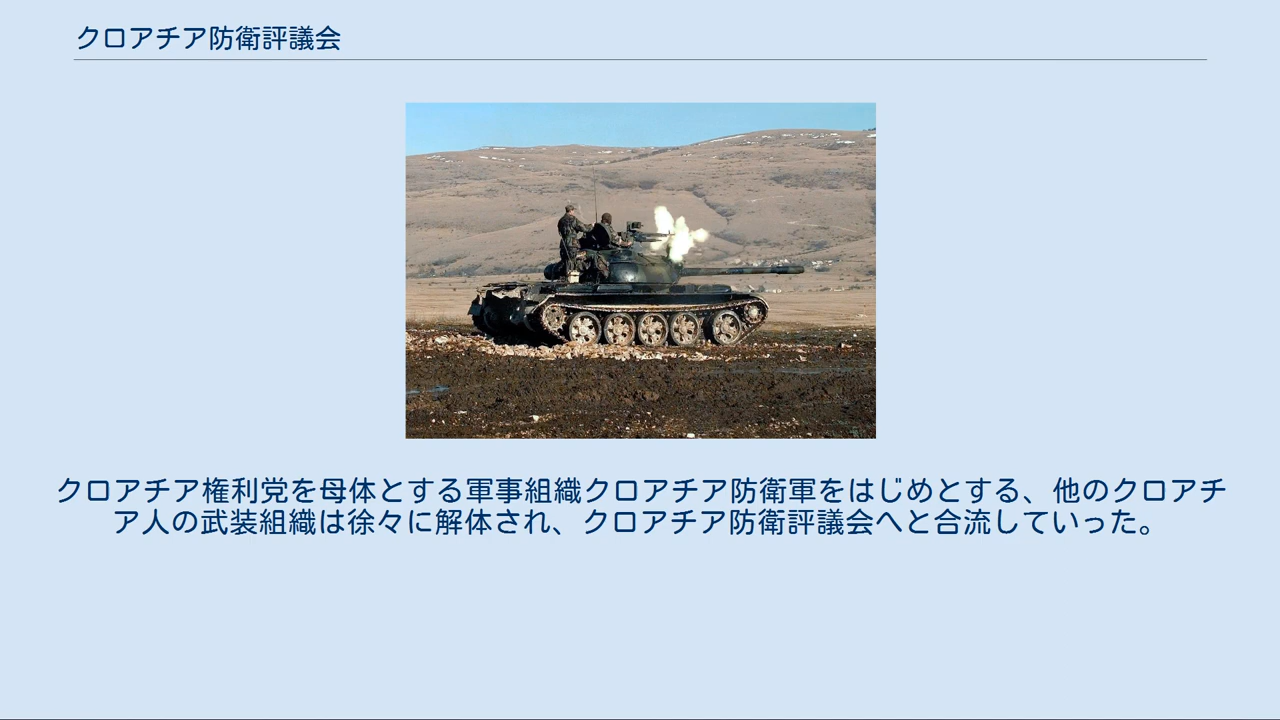 クロアチア防衛評議会
クロアチア権利党を母体とする軍事組織クロアチア防衛軍をはじめとする、他のクロアチ
ア人の武装組織は徐々に解体され、クロアチア防衛評議会へと合流していった。